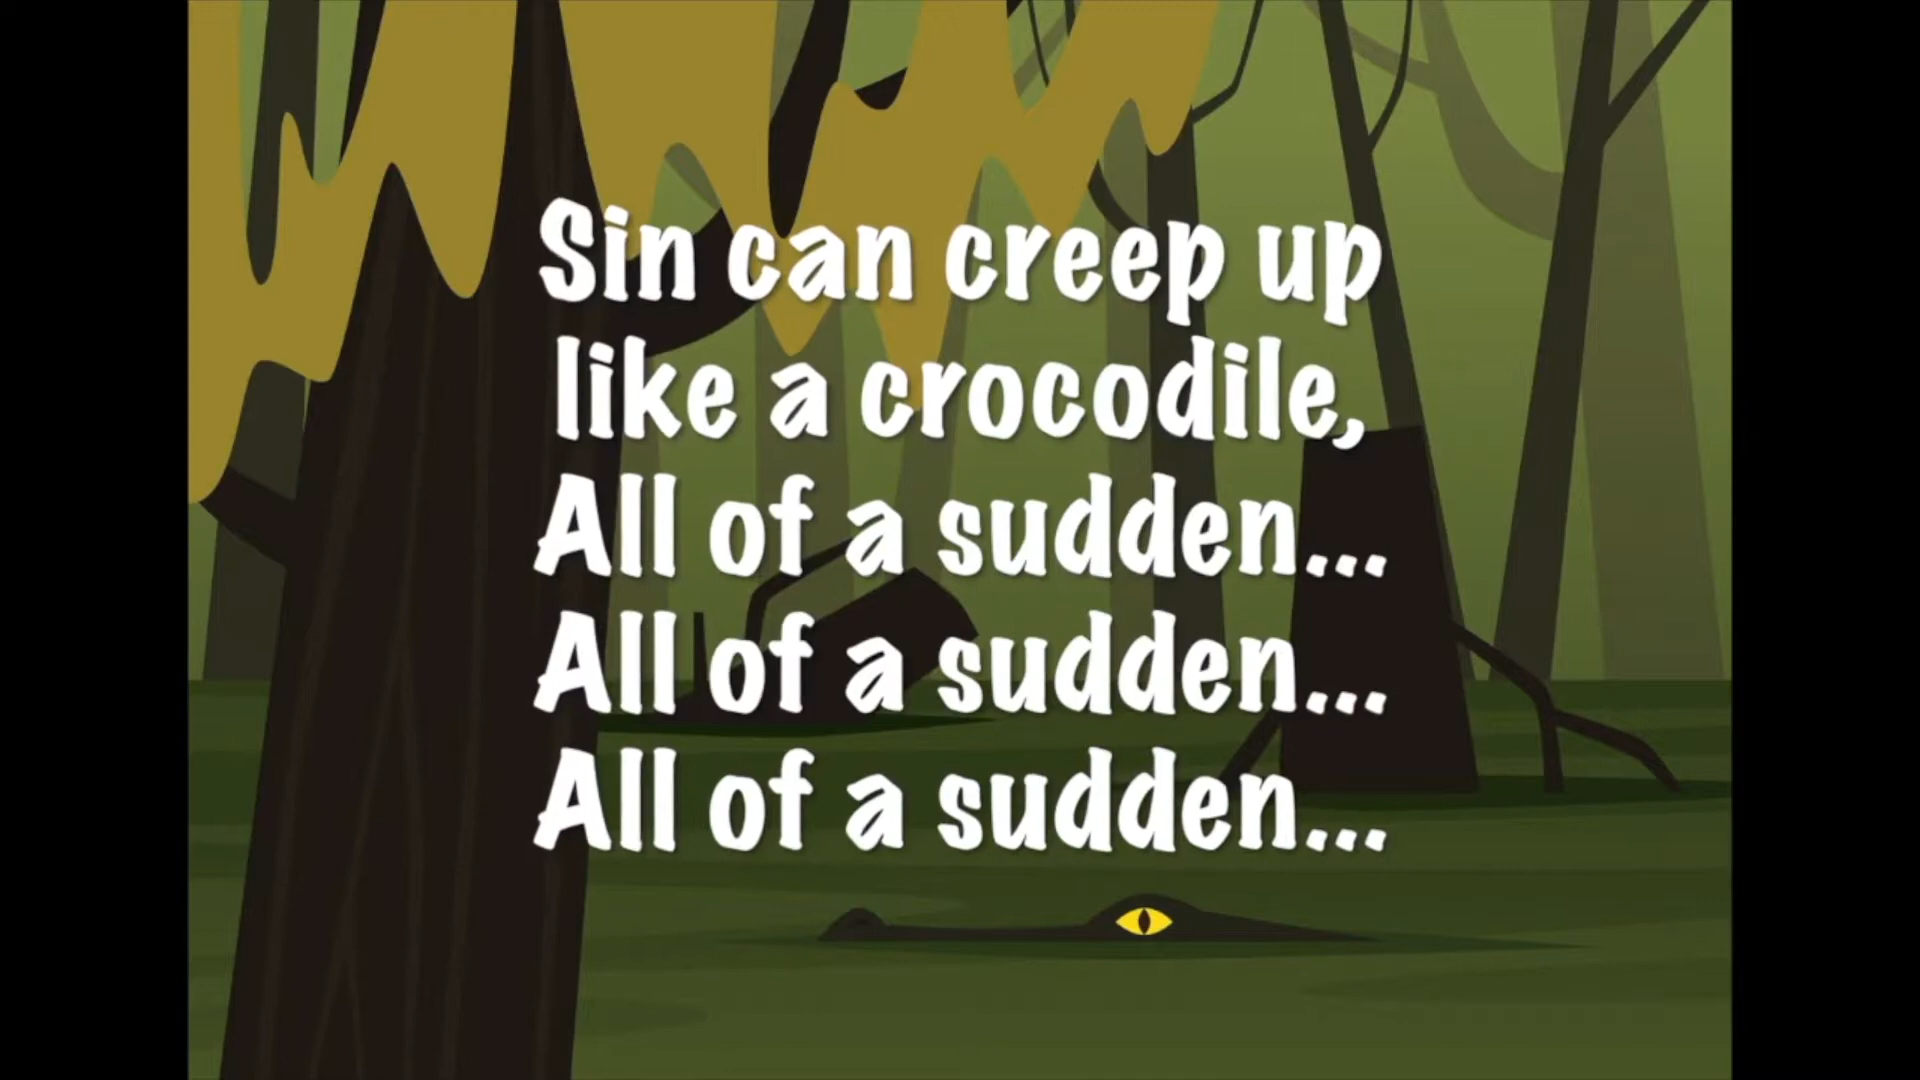 Sin can creep up
like a crocodile,
All of a sudden...
All of a sudden...
All of a sudden...